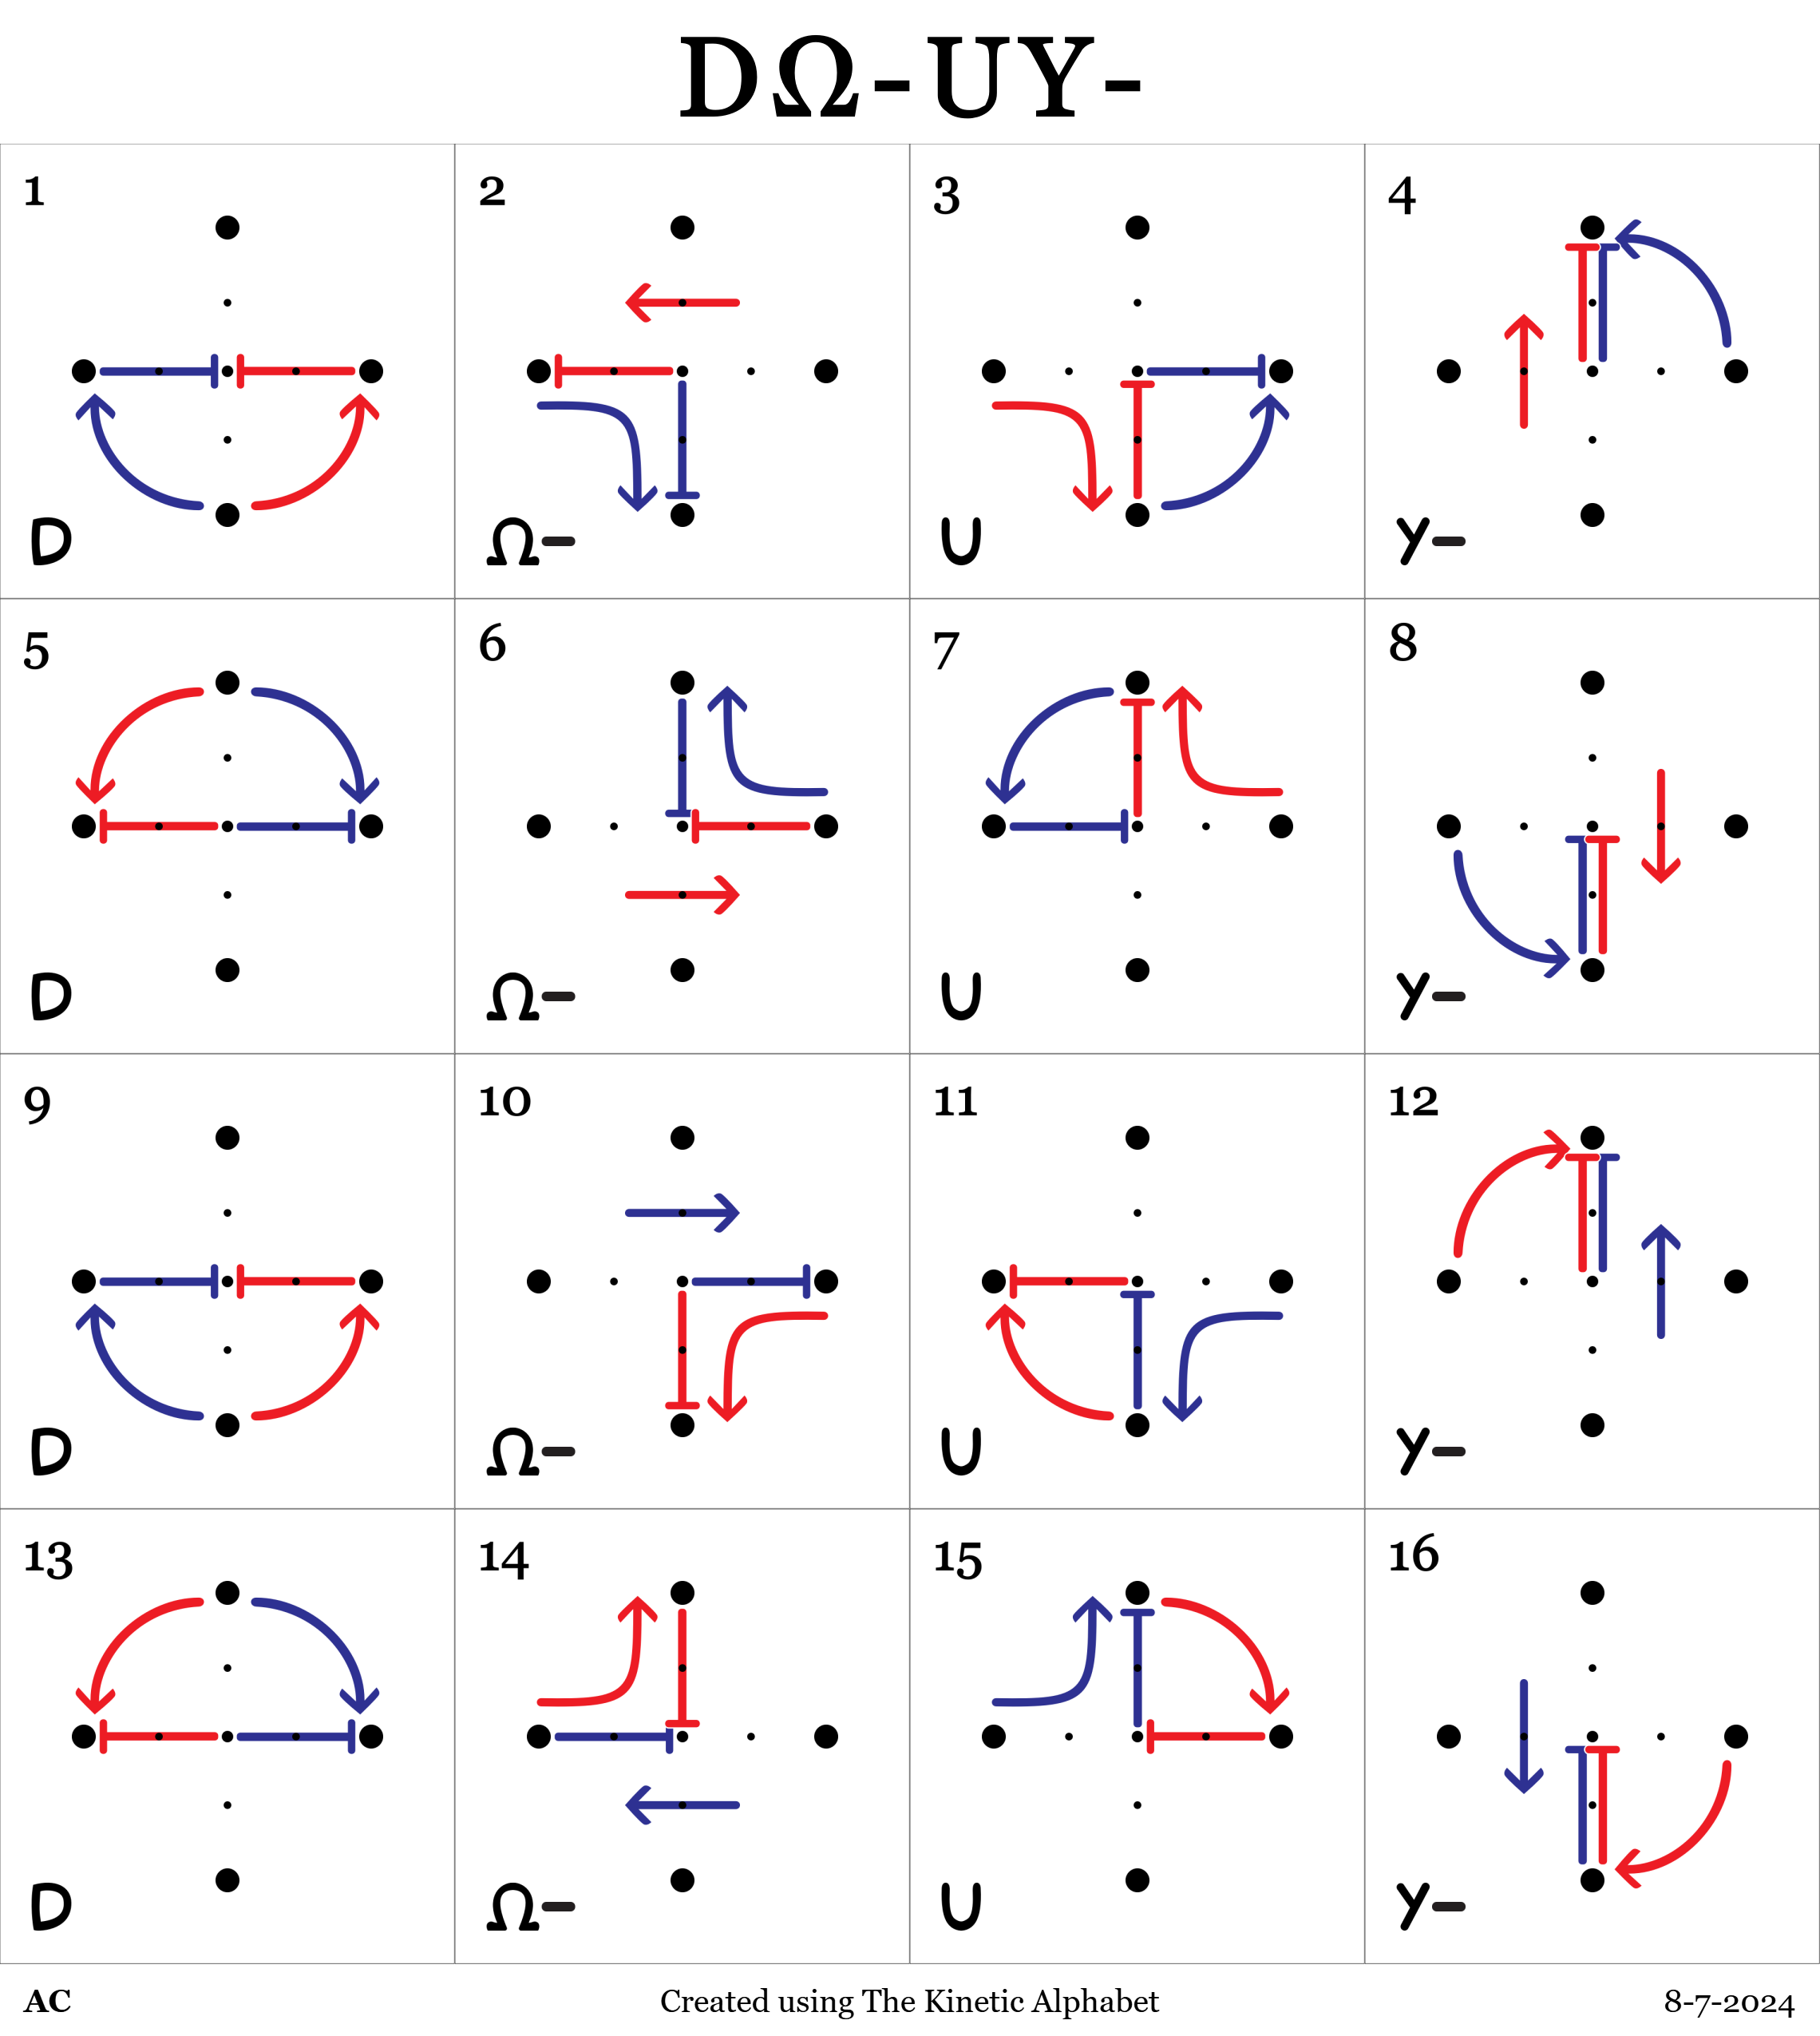 DΩ-UY-
1 2 3 4
D Ω- U Y-
5 6 7 8
D Ω- U Y-
9 10 11 12
D Ω- U Y-
13 14 15 16
D Ω- U Y-
AC Created using The Kinetic Alphabet 8-7-2024